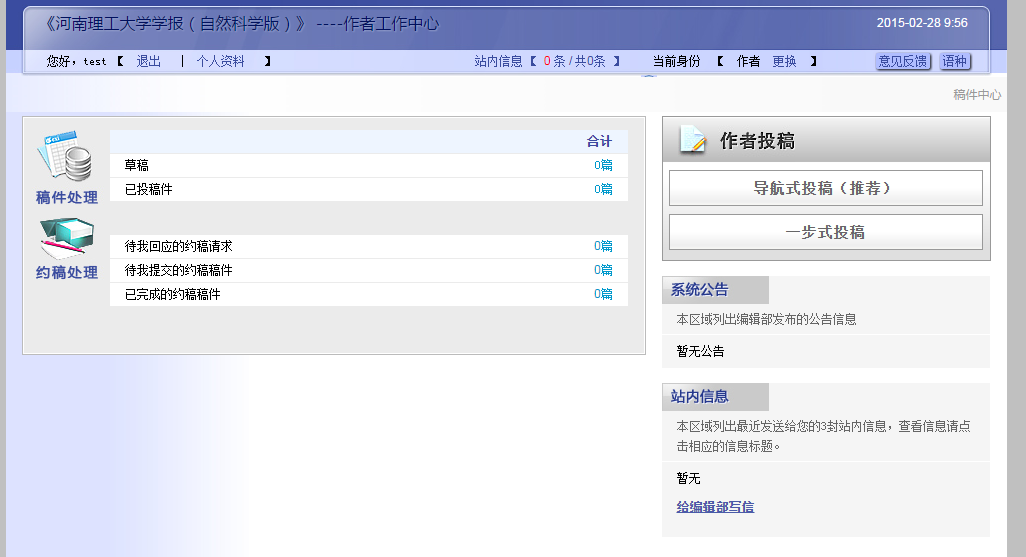 《河南理工大学学报（自然科学版）》 ----作者工作中心
2015-02-28 9:56
您好，test 【 退出 | 个人资料 】
站内信息【 0 条 / 共0条 】
当前身份 【 作者 更换 】
意见反馈 语种
稿件中心
合计
草稿 0篇
已投稿件 0篇
稿件处理
待我回应的约稿请求 0篇
待我提交的约稿稿件 0篇
已完成的约稿稿件 0篇
约稿处理
作者投稿
导航式投稿（推荐）
一步式投稿
系统公告
本区域列出编辑部发布的公告信息
暂无公告
站内信息
本区域列出最近发送给您的3封站内信息，查看信息请点
击相应的信息标题。
暂无
给编辑部写信